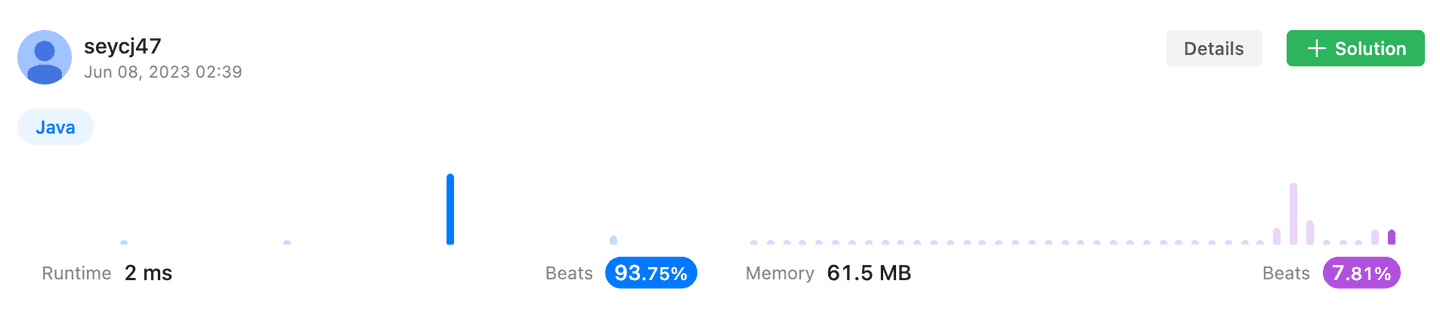 seycj47
Jun 08, 2023 02:39
Details
+ Solution
Java
Runtime 2 ms
Beats 93.75%
Memory 61.5 MB
Beats 7.81%